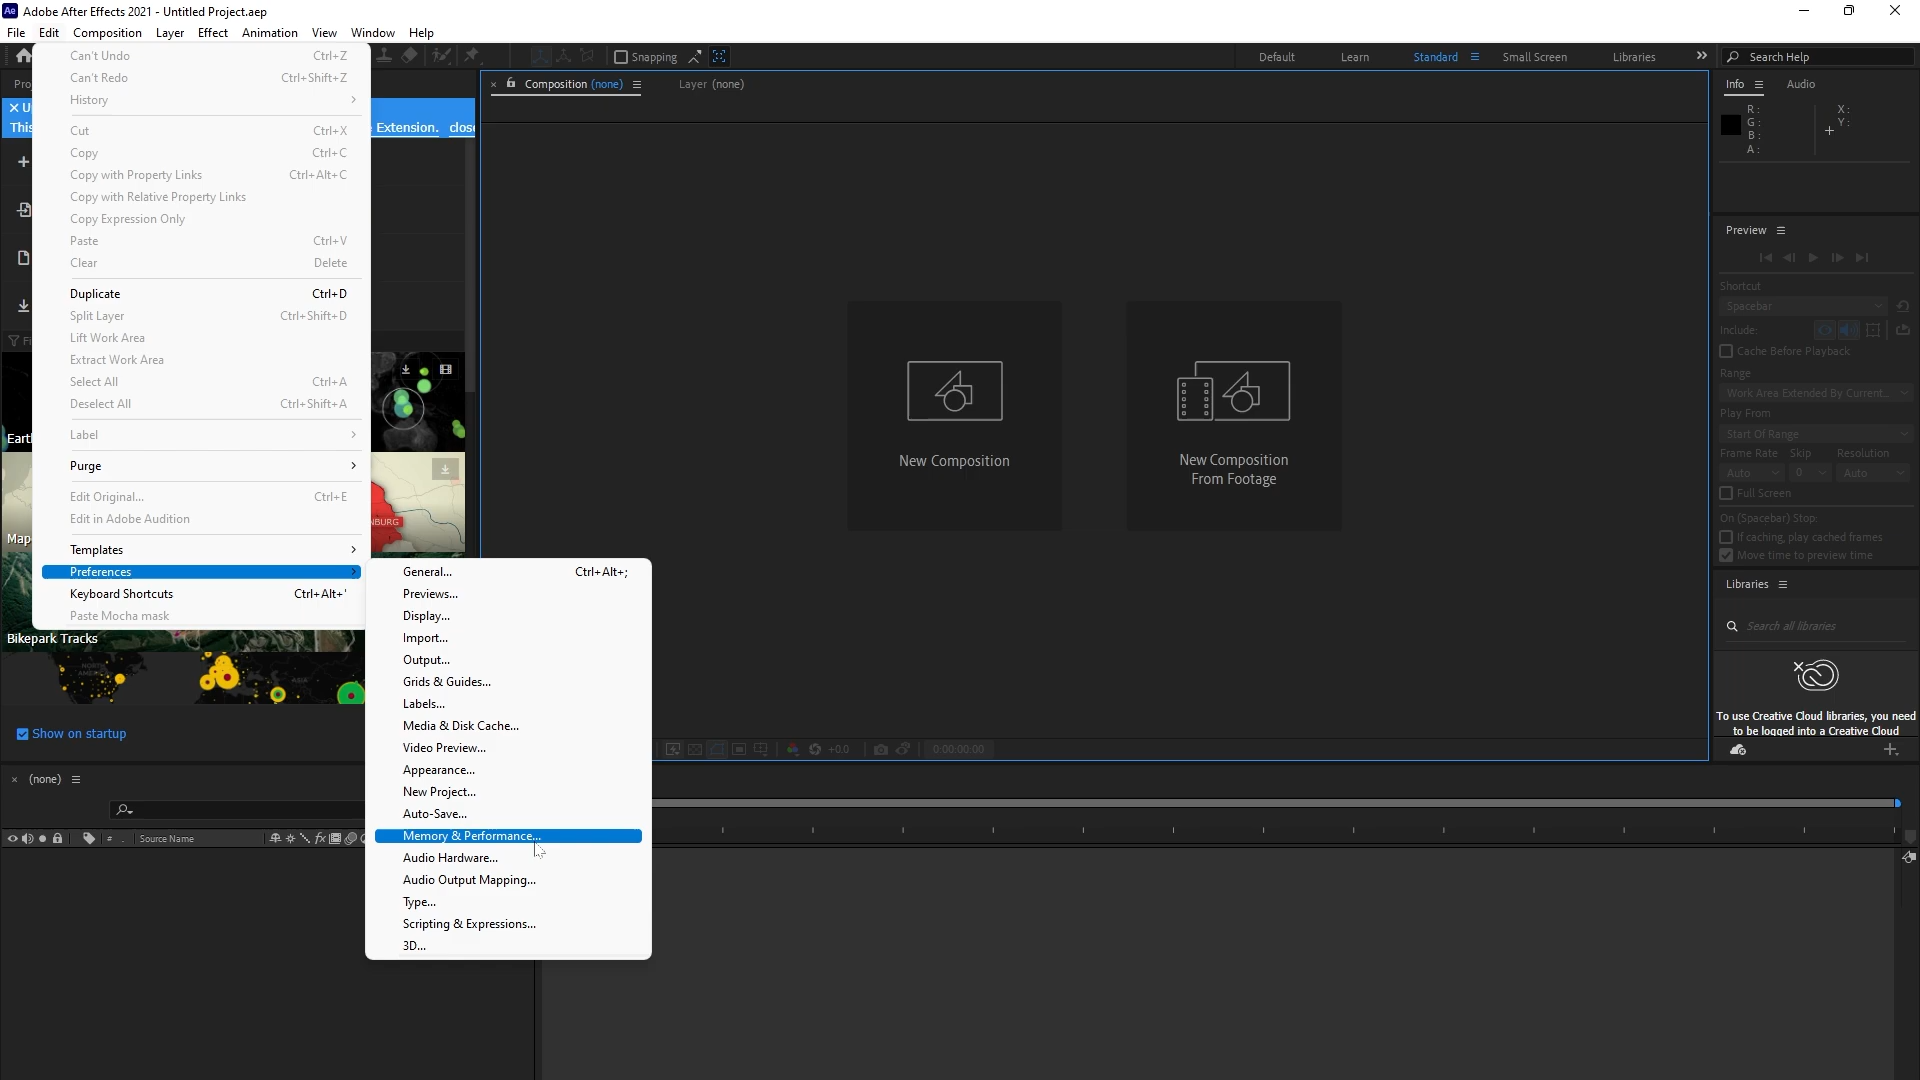 Ae Adobe After Effects 2021 - Untitled Project.aep
File Edit Composition Layer Effect Animation View Window Help
Snapping
Default Learn Standard Small Screen Libraries
Search Help
Can't Undo Ctrl+Z
Can't Redo Ctrl+Shift+Z
History
Cut Ctrl+X
Copy Ctrl+C
Copy with Property Links Ctrl+Alt+C
Copy with Relative Property Links
Copy Expression Only
Paste Ctrl+V
Clear Delete
Duplicate Ctrl+D
Split Layer Ctrl+Shift+D
Lift Work Area
Extract Work Area
Select All Ctrl+A
Deselect All Ctrl+Shift+A
Label
Purge
Edit Original... Ctrl+E
Edit in Adobe Audition
Templates
Preferences
Keyboard Shortcuts Ctrl+Alt+'
Paste Mocha mask
General... Ctrl+Alt+;
Previews...
Display...
Import...
Output...
Grids & Guides...
Labels...
Media & Disk Cache...
Video Preview...
Appearance...
New Project...
Auto-Save...
Memory & Performance...
Audio Hardware...
Audio Output Mapping...
Type...
Scripting & Expressions...
3D...
This
Extension. close
Map
NBURG
Bikepark Tracks
NORTH AMERICA
ASIA
Show on startup
Composition (none)
Layer (none)
New Composition
New Composition
From Footage
+0.0
0:00:00:00
(none)
# . Source Name fx
Info Audio
R: X:
G: Y:
B:
A:
Preview
Shortcut
Spacebar
Include:
Cache Before Playback
Range
Work Area Extended By Current...
Play From
Start Of Range
Frame Rate Skip Resolution
Auto 0 Auto
Full Screen
On (Spacebar) Stop:
If caching, play cached frames
Move time to preview time
Libraries
Search all libraries
To use Creative Cloud libraries, you need
to be logged into a Creative Cloud